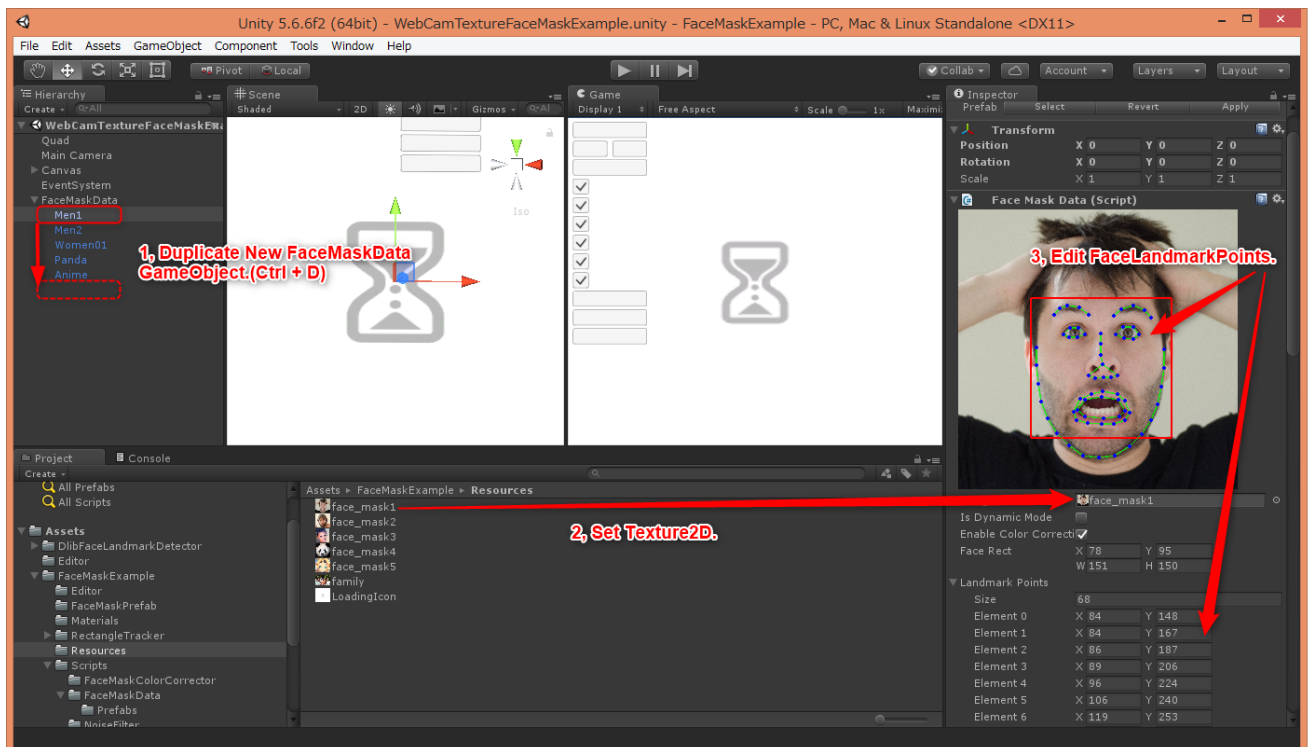 Unity 5.6.6f2 (64bit) - WebCamTextureFaceMaskExample.unity - FaceMaskExample - PC, Mac & Linux Standalone <DX11>
File Edit Assets GameObject Component Tools Window Help
Pivot Local Collab Account Layers Layout
Hierarchy
Create All
WebCamTextureFaceMaskExa
Quad
Main Camera
Canvas
EventSystem
FaceMaskData
Men1
Men2
Women01
Panda
Anime
1, Duplicate New FaceMaskData
GameObject.(Ctrl + D)
Scene
Shaded 2D Gizmos All
Iso
Game
Display 1 Free Aspect Scale 1x Maximi
Inspector
Prefab Select Revert Apply
Transform
Position X 0 Y 0 Z 0
Rotation X 0 Y 0 Z 0
Scale X 1 Y 1 Z 1
Face Mask Data (Script)
3, Edit FaceLandmarkPoints.
face_mask1
Is Dynamic Mode
Enable Color Correcti
Face Rect X 78 Y 95
W 151 H 150
Landmark Points
Size 68
Element 0 X 84 Y 148
Element 1 X 84 Y 167
Element 2 X 86 Y 187
Element 3 X 89 Y 206
Element 4 X 96 Y 224
Element 5 X 106 Y 240
Element 6 X 119 Y 253
Project Console
Create
All Prefabs
All Scripts
Assets
DlibFaceLandmarkDetector
Editor
FaceMaskExample
Editor
FaceMaskPrefab
Materials
RectangleTracker
Resources
Scripts
FaceMaskColorCorrector
FaceMaskData
Prefabs
NoiseFilter
Assets FaceMaskExample Resources
face_mask1
face_mask2
face_mask3
face_mask4
face_mask5
family
LoadingIcon
2, Set Texture2D.